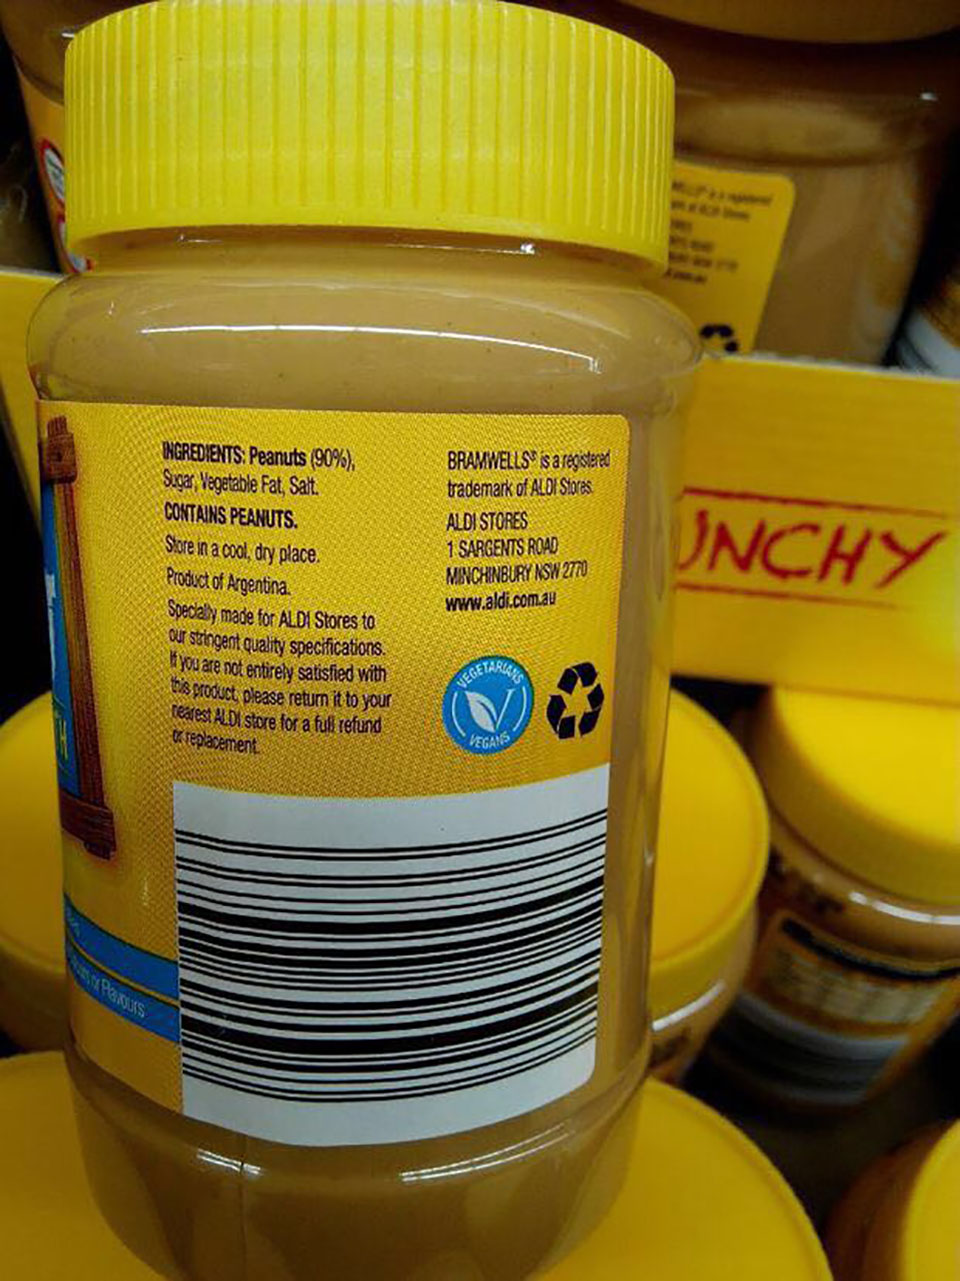 INGREDIENTS: Peanuts (90%),
Sugar, Vegetable Fat, Salt.
CONTAINS PEANUTS.
Store in a cool, dry place.
Product of Argentina.
Specially made for ALDI Stores to
our stringent quality specifications.
If you are not entirely satisfied with
this product, please return it to your
nearest ALDI store for a full refund
or replacement.
BRAMWELLS® is a registered
trademark of ALDI Stores.
ALDI STORES
1 SARGENTS ROAD
MINCHINBURY NSW 2770
www.aldi.com.au
VEGETARIANS
V
VEGANS
or Flavours
UNCHY